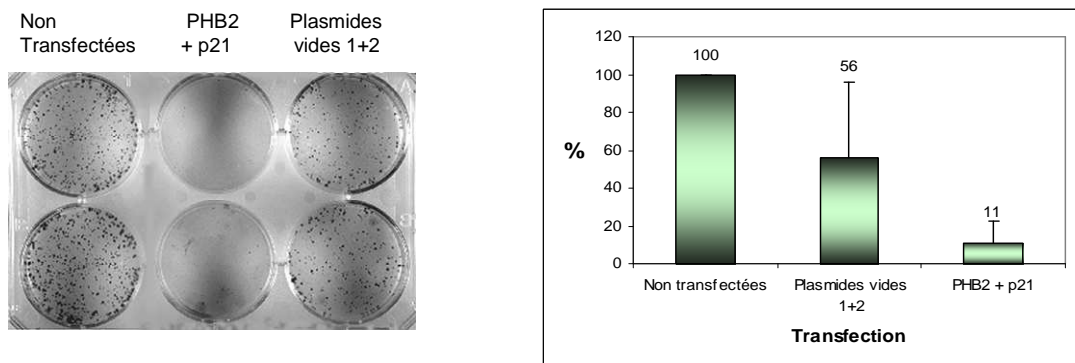 Non Transfectées
PHB2 + p21
Plasmides vides 1+2
120
100
80
60
40
20
0
%
100
56
11
Non transfectées
Plasmides vides 1+2
PHB2 + p21
Transfection